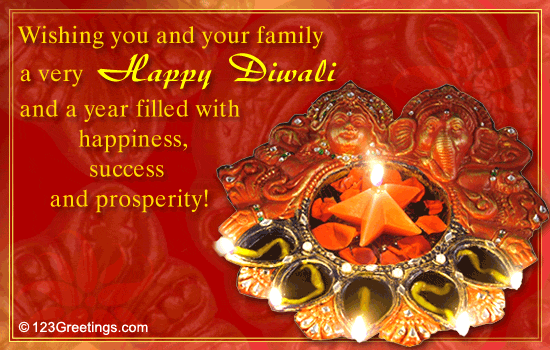 Wishing you and your family
a very Happy Diwali
and a year filled with
happiness,
success
and prosperity!
© 123Greetings.com